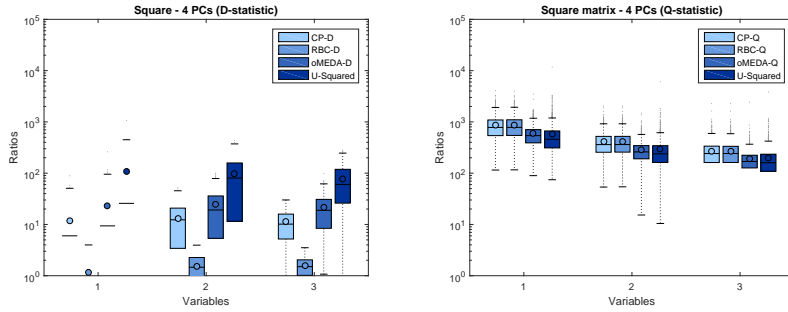 Square - 4 PCs (D-statistic)
10^5
10^4
10^3
10^2
10^1
10^0
Ratios
1
2
3
Variables
CP-D
RBC-D
oMEDA-D
U-Squared
Square matrix - 4 PCs (Q-statistic)
10^5
10^4
10^3
10^2
10^1
10^0
Ratios
1
2
3
Variables
CP-Q
RBC-Q
oMEDA-Q
U-Squared